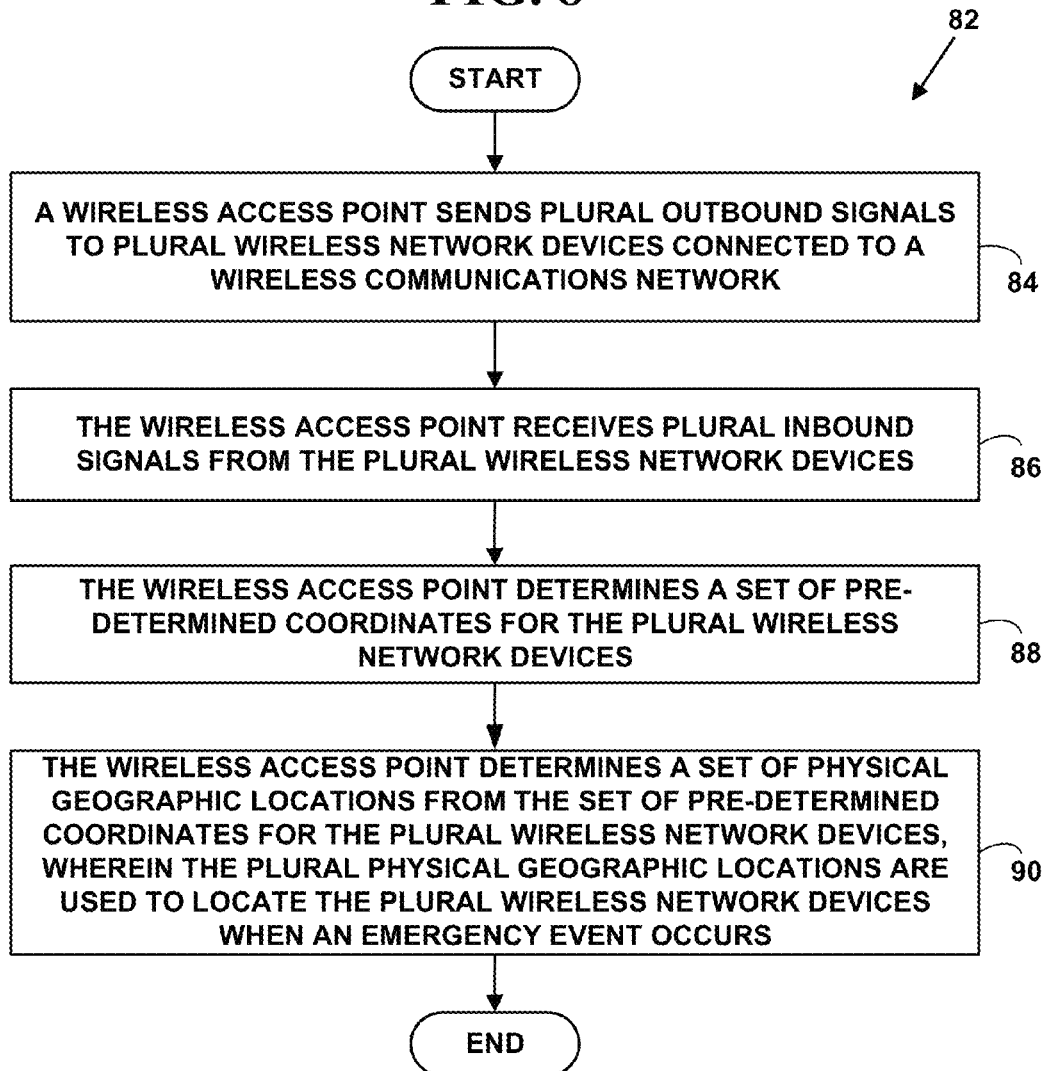 82
START
A WIRELESS ACCESS POINT SENDS PLURAL OUTBOUND SIGNALS
TO PLURAL WIRELESS NETWORK DEVICES CONNECTED TO A
WIRELESS COMMUNICATIONS NETWORK
84
THE WIRELESS ACCESS POINT RECEIVES PLURAL INBOUND
SIGNALS FROM THE PLURAL WIRELESS NETWORK DEVICES
86
THE WIRELESS ACCESS POINT DETERMINES A SET OF PRE-
DETERMINED COORDINATES FOR THE PLURAL WIRELESS
NETWORK DEVICES
88
THE WIRELESS ACCESS POINT DETERMINES A SET OF PHYSICAL
GEOGRAPHIC LOCATIONS FROM THE SET OF PRE-DETERMINED
COORDINATES FOR THE PLURAL WIRELESS NETWORK DEVICES,
WHEREIN THE PLURAL PHYSICAL GEOGRAPHIC LOCATIONS ARE
USED TO LOCATE THE PLURAL WIRELESS NETWORK DEVICES
WHEN AN EMERGENCY EVENT OCCURS
90
END